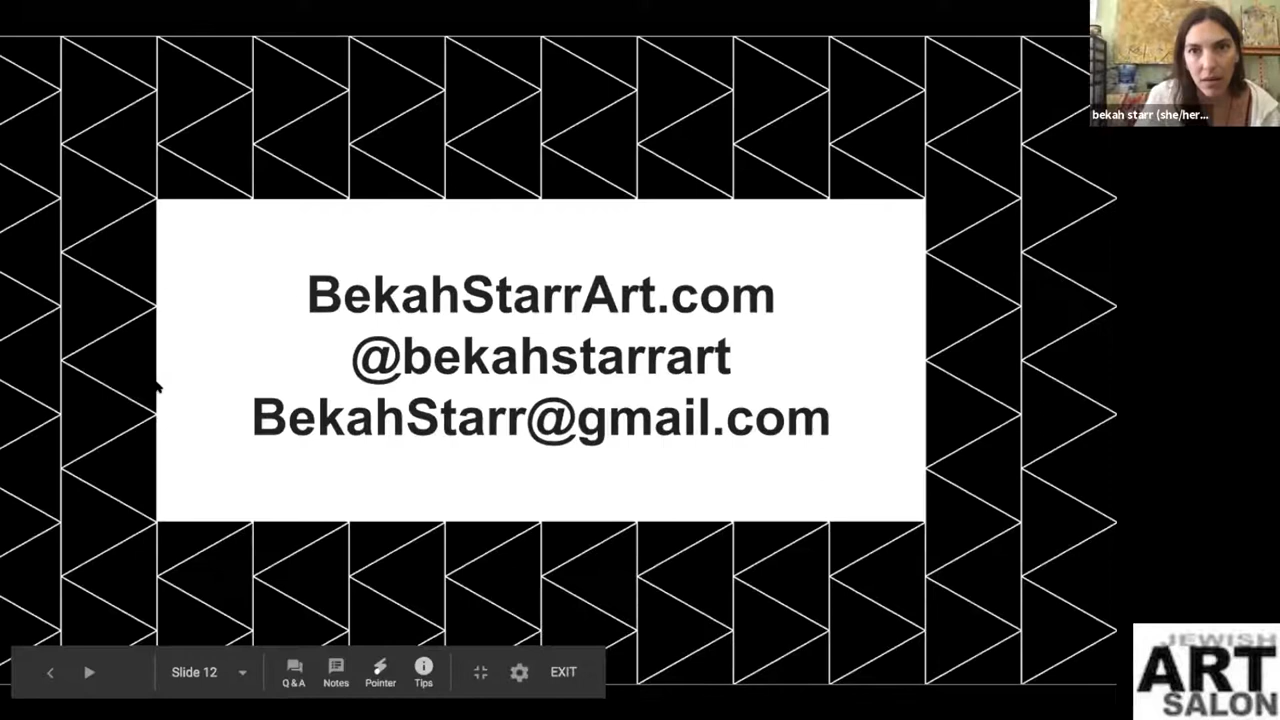 bekah starr (she/her...
BekahStarrArt.com
@bekahstarrart
BekahStarr@gmail.com
Slide 12
Q&A
Notes
Pointer
Tips
EXIT
JEWISH
ART
SALON